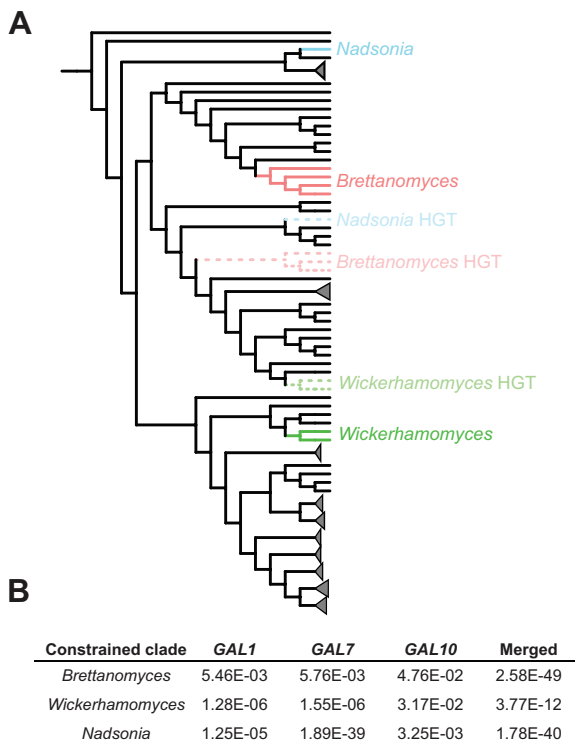 A
Nadsonia
Brettanomyces
Nadsonia HGT
Brettanomyces HGT
Wickerhamomyces HGT
Wickerhamomyces
B
Constrained clade GAL1 GAL7 GAL10 Merged
Brettanomyces 5.46E-03 5.76E-03 4.76E-02 2.58E-49
Wickerhamomyces 1.28E-06 1.55E-06 3.17E-02 3.77E-12
Nadsonia 1.25E-05 1.89E-39 3.25E-03 1.78E-40